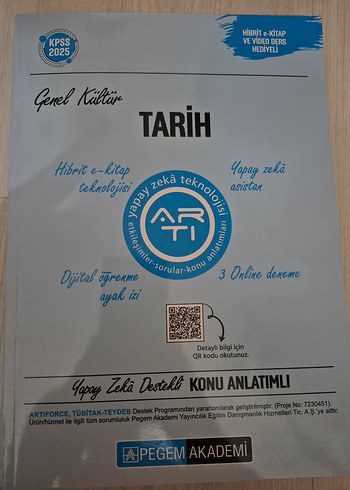 KPSS
2025
HİBRİT e-KİTAP
VE VİDEO DERS
HEDİYELİ
Genel Kültür
TARİH
Hibrit e-kitap
teknolojisi
Yapay zekâ
asistan
yapay zekâ teknolojisi
ARTI
etkileşimler-sorular-konu anlatımları
Dijital öğrenme
ayak izi
3 Online deneme
Detaylı bilgi için
QR kodu okutunuz.
Yapay Zekâ Destekli KONU ANLATIMLI
ARTIFORCE, TÜBİTAK-TEYDEB Destek Programından yararlanılarak geliştirilmiştir. (Proje No: 7230451).
Ürün/hizmet ile ilgili tüm sorumluluk Pegem Akademi Yayıncılık Eğitim Danışmanlık Hizmetleri Tic. A.Ş.'ye aittir.
PEGEM AKADEMİ